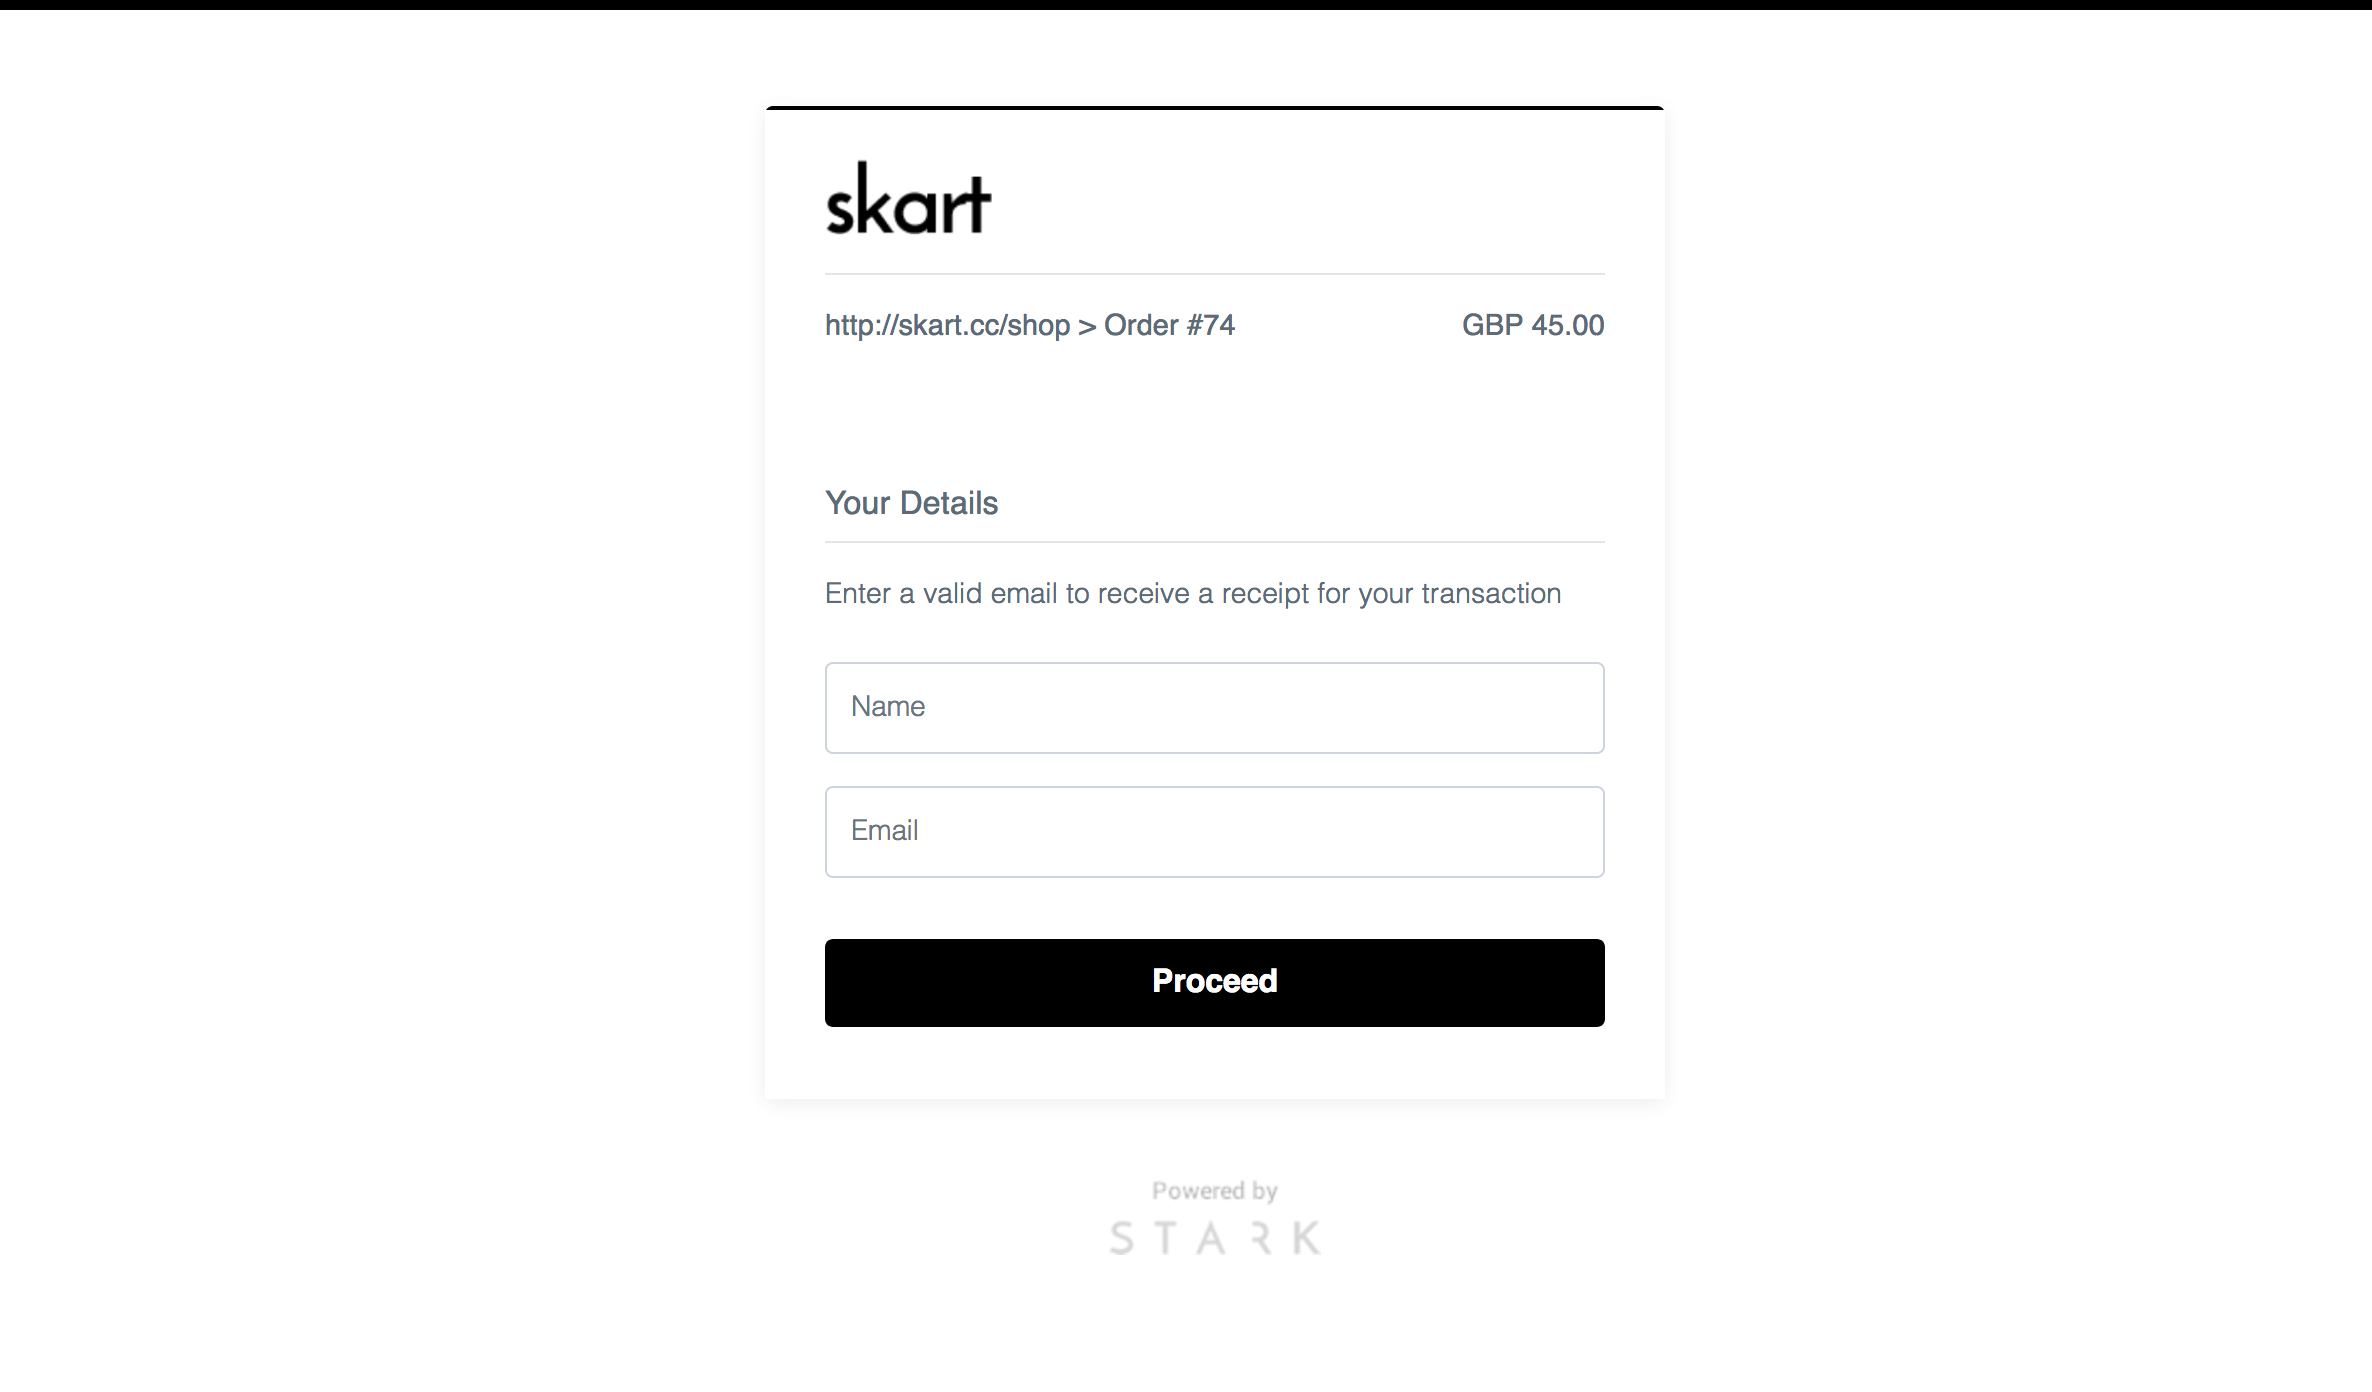 skart
http://skart.cc/shop > Order #74 GBP 45.00
Your Details
Enter a valid email to receive a receipt for your transaction
Name
Email
Proceed
Powered by
STARK